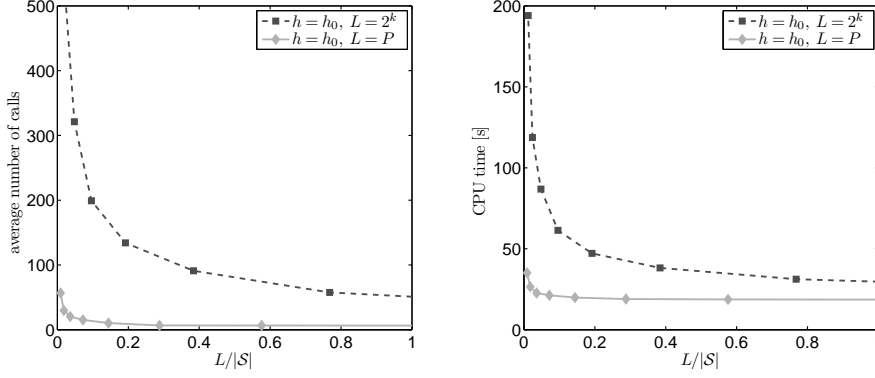 500
400
300
200
100
0
average number of calls
0
0.2
0.4
0.6
0.8
1
L/|S|
h = h₀, L = 2ᵏ
h = h₀, L = P
200
150
100
50
0
CPU time [s]
0
0.2
0.4
0.6
0.8
L/|S|
h = h₀, L = 2ᵏ
h = h₀, L = P